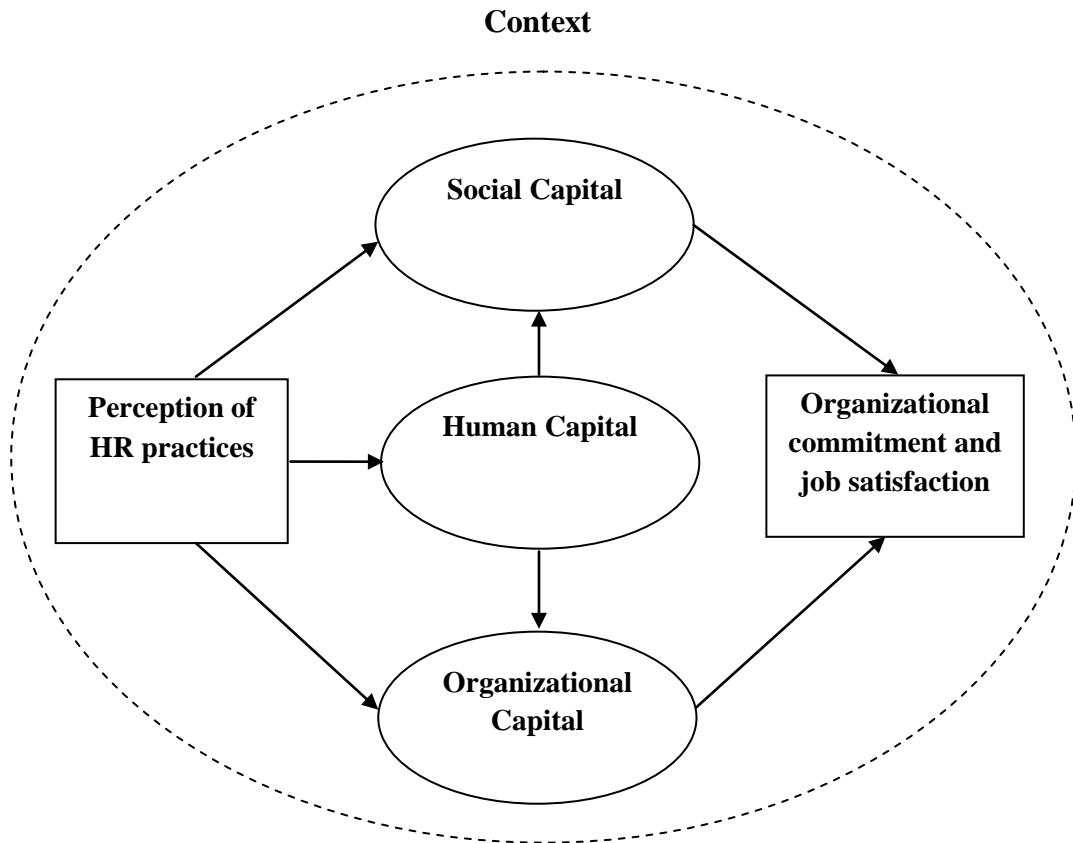 Context
Social Capital
Perception of
HR practices
Human Capital
Organizational
commitment and
job satisfaction
Organizational
Capital